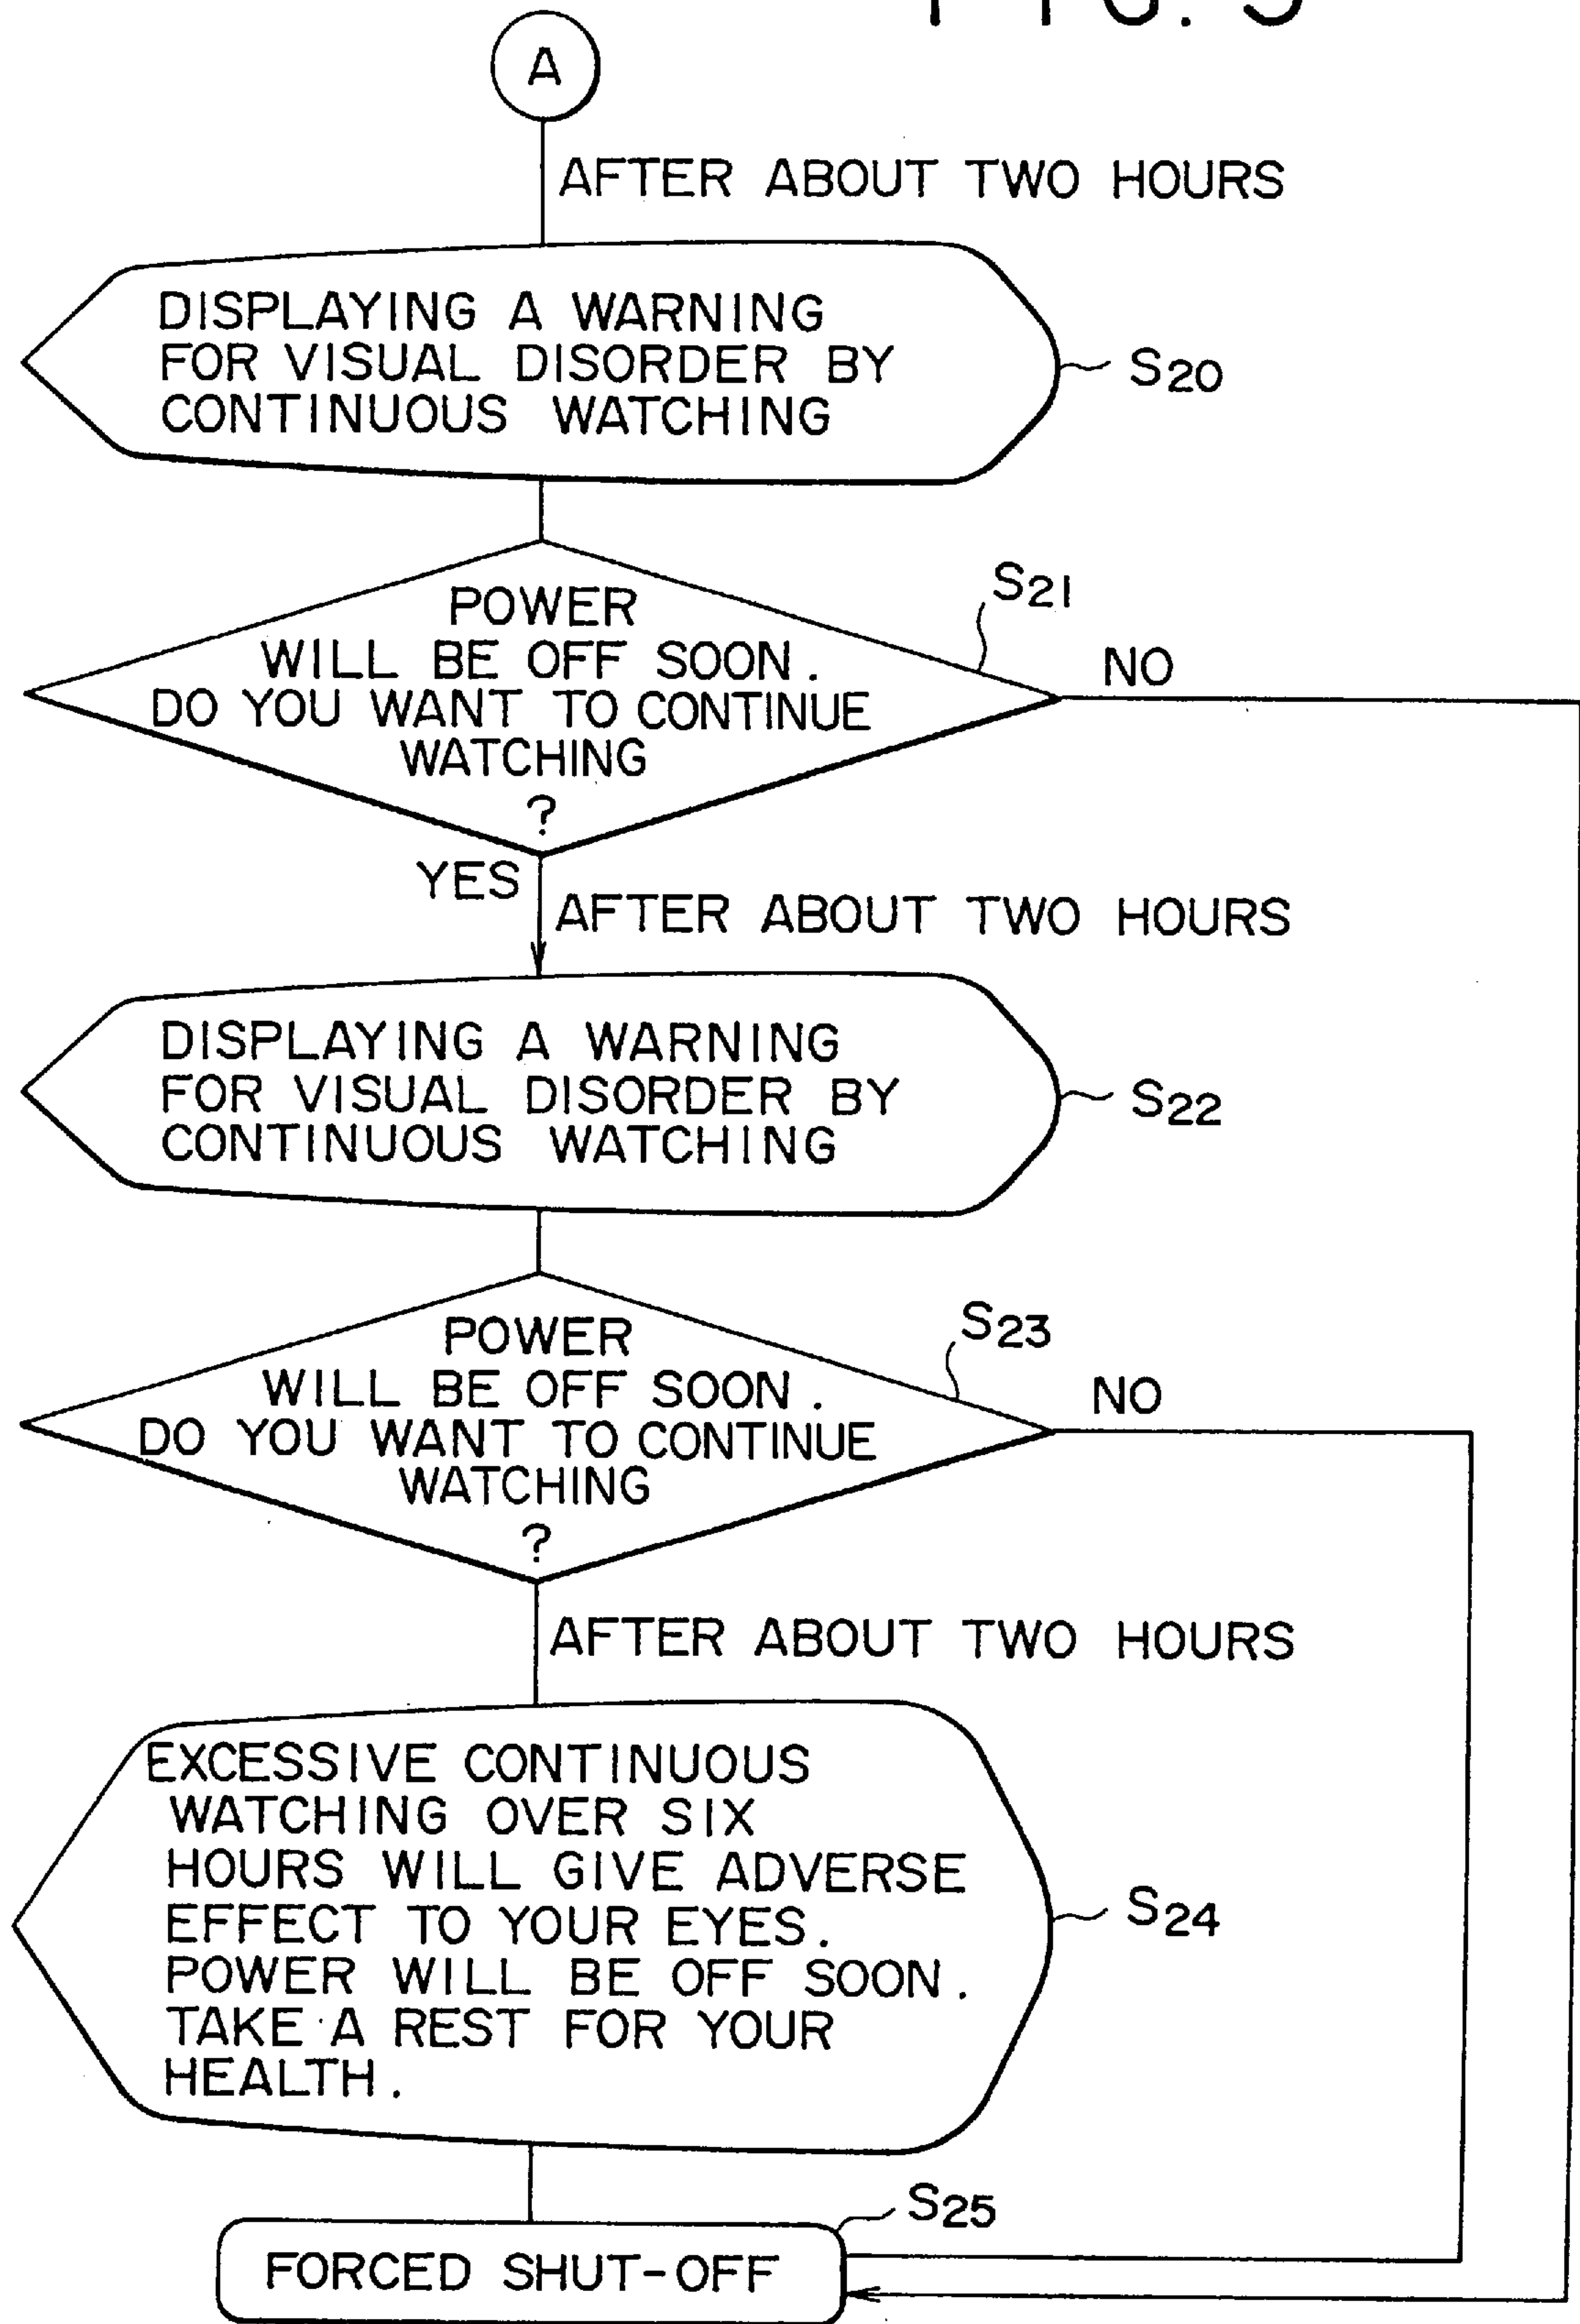 A
AFTER ABOUT TWO HOURS
DISPLAYING A WARNING
FOR VISUAL DISORDER BY
CONTINUOUS WATCHING
S20
POWER
WILL BE OFF SOON.
DO YOU WANT TO CONTINUE
WATCHING
?
S21
NO
YES
AFTER ABOUT TWO HOURS
DISPLAYING A WARNING
FOR VISUAL DISORDER BY
CONTINUOUS WATCHING
S22
POWER
WILL BE OFF SOON.
DO YOU WANT TO CONTINUE
WATCHING
?
S23
NO
AFTER ABOUT TWO HOURS
EXCESSIVE CONTINUOUS
WATCHING OVER SIX
HOURS WILL GIVE ADVERSE
EFFECT TO YOUR EYES.
POWER WILL BE OFF SOON.
TAKE A REST FOR YOUR
HEALTH.
S24
S25
FORCED SHUT-OFF